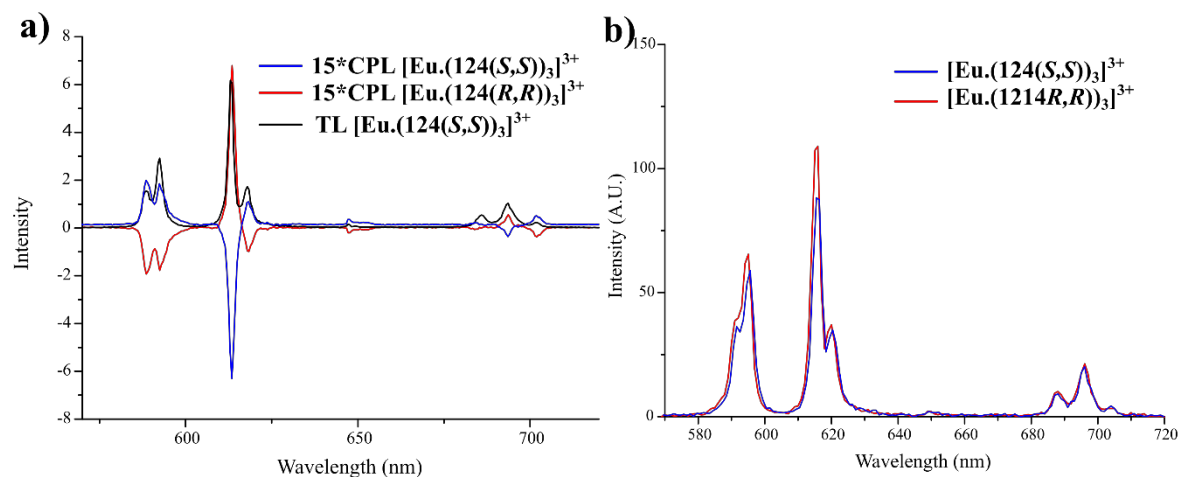 a)
15*CPL [Eu.(124(S,S))3]3+
15*CPL [Eu.(124(R,R))3]3+
TL [Eu.(124(S,S))3]3+
8
6
4
2
0
-2
-4
-6
-8
Intensity
600
650
700
Wavelength (nm)
b)
[Eu.(124(S,S))3]3+
[Eu.(1214R,R))3]3+
150
100
50
0
Intensity (A.U.)
580 600 620 640 660 680 700 720
Wavelength (nm)